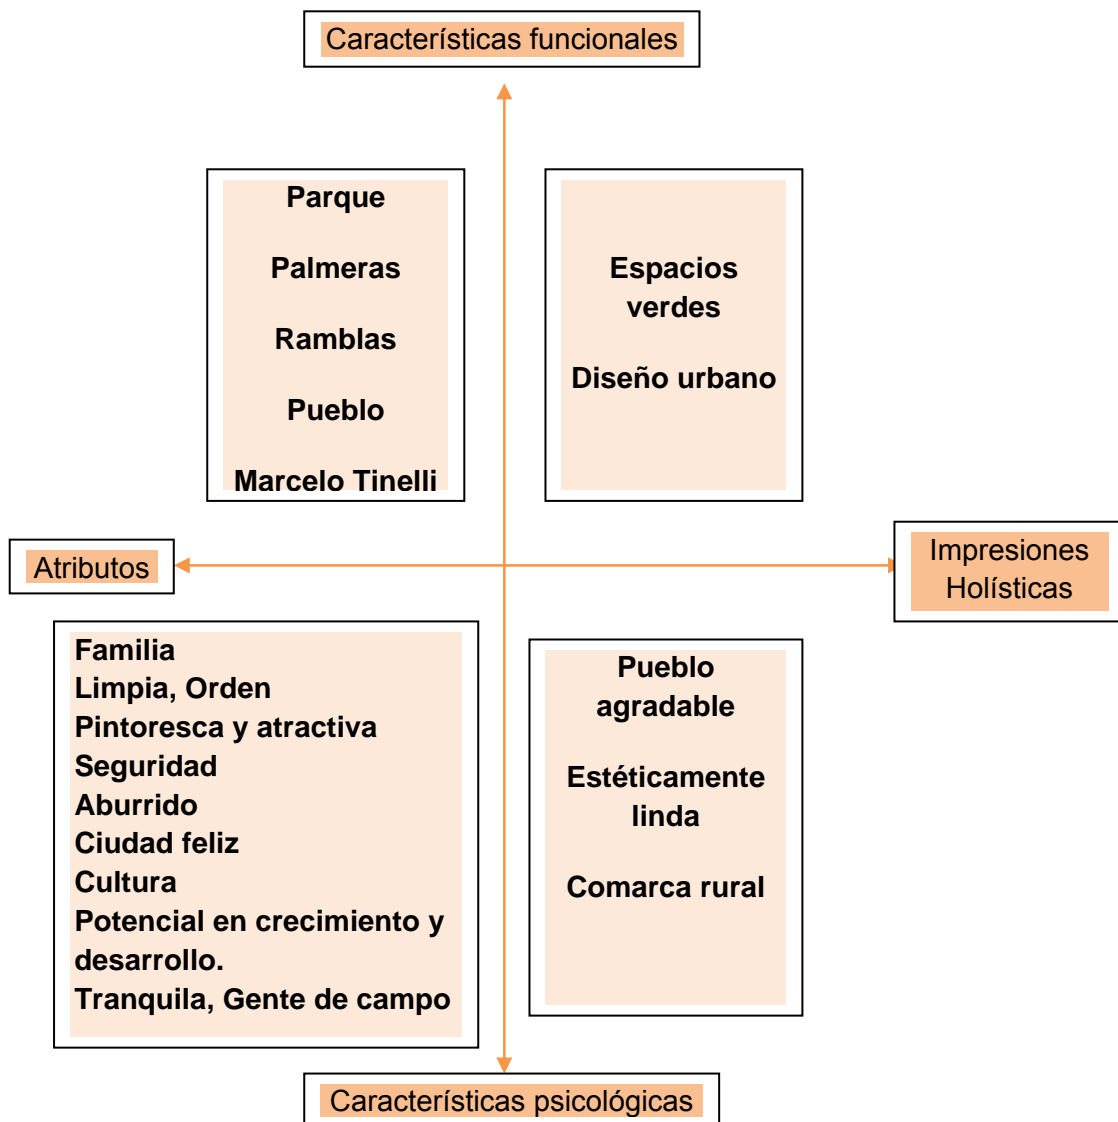 Características funcionales
Parque
Palmeras
Ramblas
Pueblo
Marcelo Tinelli
Espacios
verdes
Diseño urbano
Atributos
Impresiones
Holísticas
Familia
Limpia, Orden
Pintoresca y atractiva
Seguridad
Aburrido
Ciudad feliz
Cultura
Potencial en crecimiento y
desarrollo.
Tranquila, Gente de campo
Pueblo
agradable
Estéticamente
linda
Comarca rural
Características psicológicas